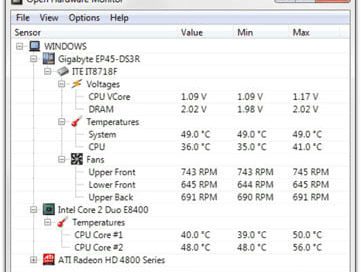 Open Hardware Monitor
File View Options Help
Sensor Value Min Max
WINDOWS
Gigabyte EP45-DS3R
ITE IT8718F
Voltages
CPU VCore 1.09 V 1.09 V 1.17 V
DRAM 2.02 V 1.98 V 2.02 V
Temperatures
System 49.0 °C 49.0 °C 49.0 °C
CPU 36.0 °C 35.0 °C 41.0 °C
Fans
Upper Front 743 RPM 743 RPM 745 RPM
Lower Front 645 RPM 644 RPM 645 RPM
Upper Back 691 RPM 690 RPM 691 RPM
Intel Core 2 Duo E8400
Temperatures
CPU Core #1 40.0 °C 39.0 °C 50.0 °C
CPU Core #2 48.0 °C 48.0 °C 56.0 °C
ATI Radeon HD 4800 Series